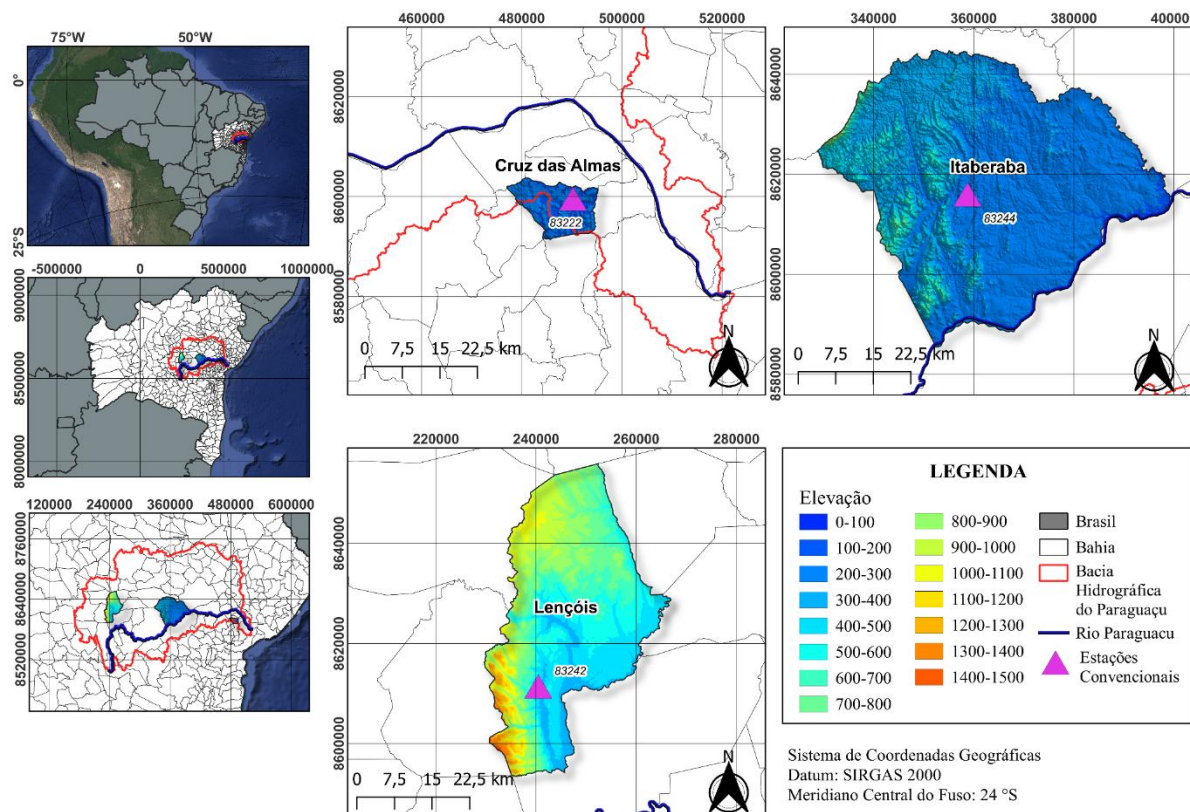 75°W 50°W
0°
25°S
-500000 0 500000 1000000
9000000
8500000
8000000
120000 240000 360000 480000 600000
8760000
8640000
8520000
460000 480000 500000 520000
8620000
8600000
8580000
Cruz das Almas
83222
0 7,5 15 22,5 km
N
340000 360000 380000 40000
8640000
8620000
8600000
8580000
Itaberaba
83244
0 7,5 15 22,5 km
N
220000 240000 260000 280000
8640000
8620000
8600000
Lençóis
83242
0 7,5 15 22,5 km
N
LEGENDA
Elevação
0-100
100-200
200-300
300-400
400-500
500-600
600-700
700-800
800-900
900-1000
1000-1100
1100-1200
1200-1300
1300-1400
1400-1500
Brasil
Bahia
Bacia
Hidrográfica
do Paraguaçu
Rio Paraguacu
Estações
Convencionais
Sistema de Coordenadas Geográficas
Datum: SIRGAS 2000
Meridiano Central do Fuso: 24 °S